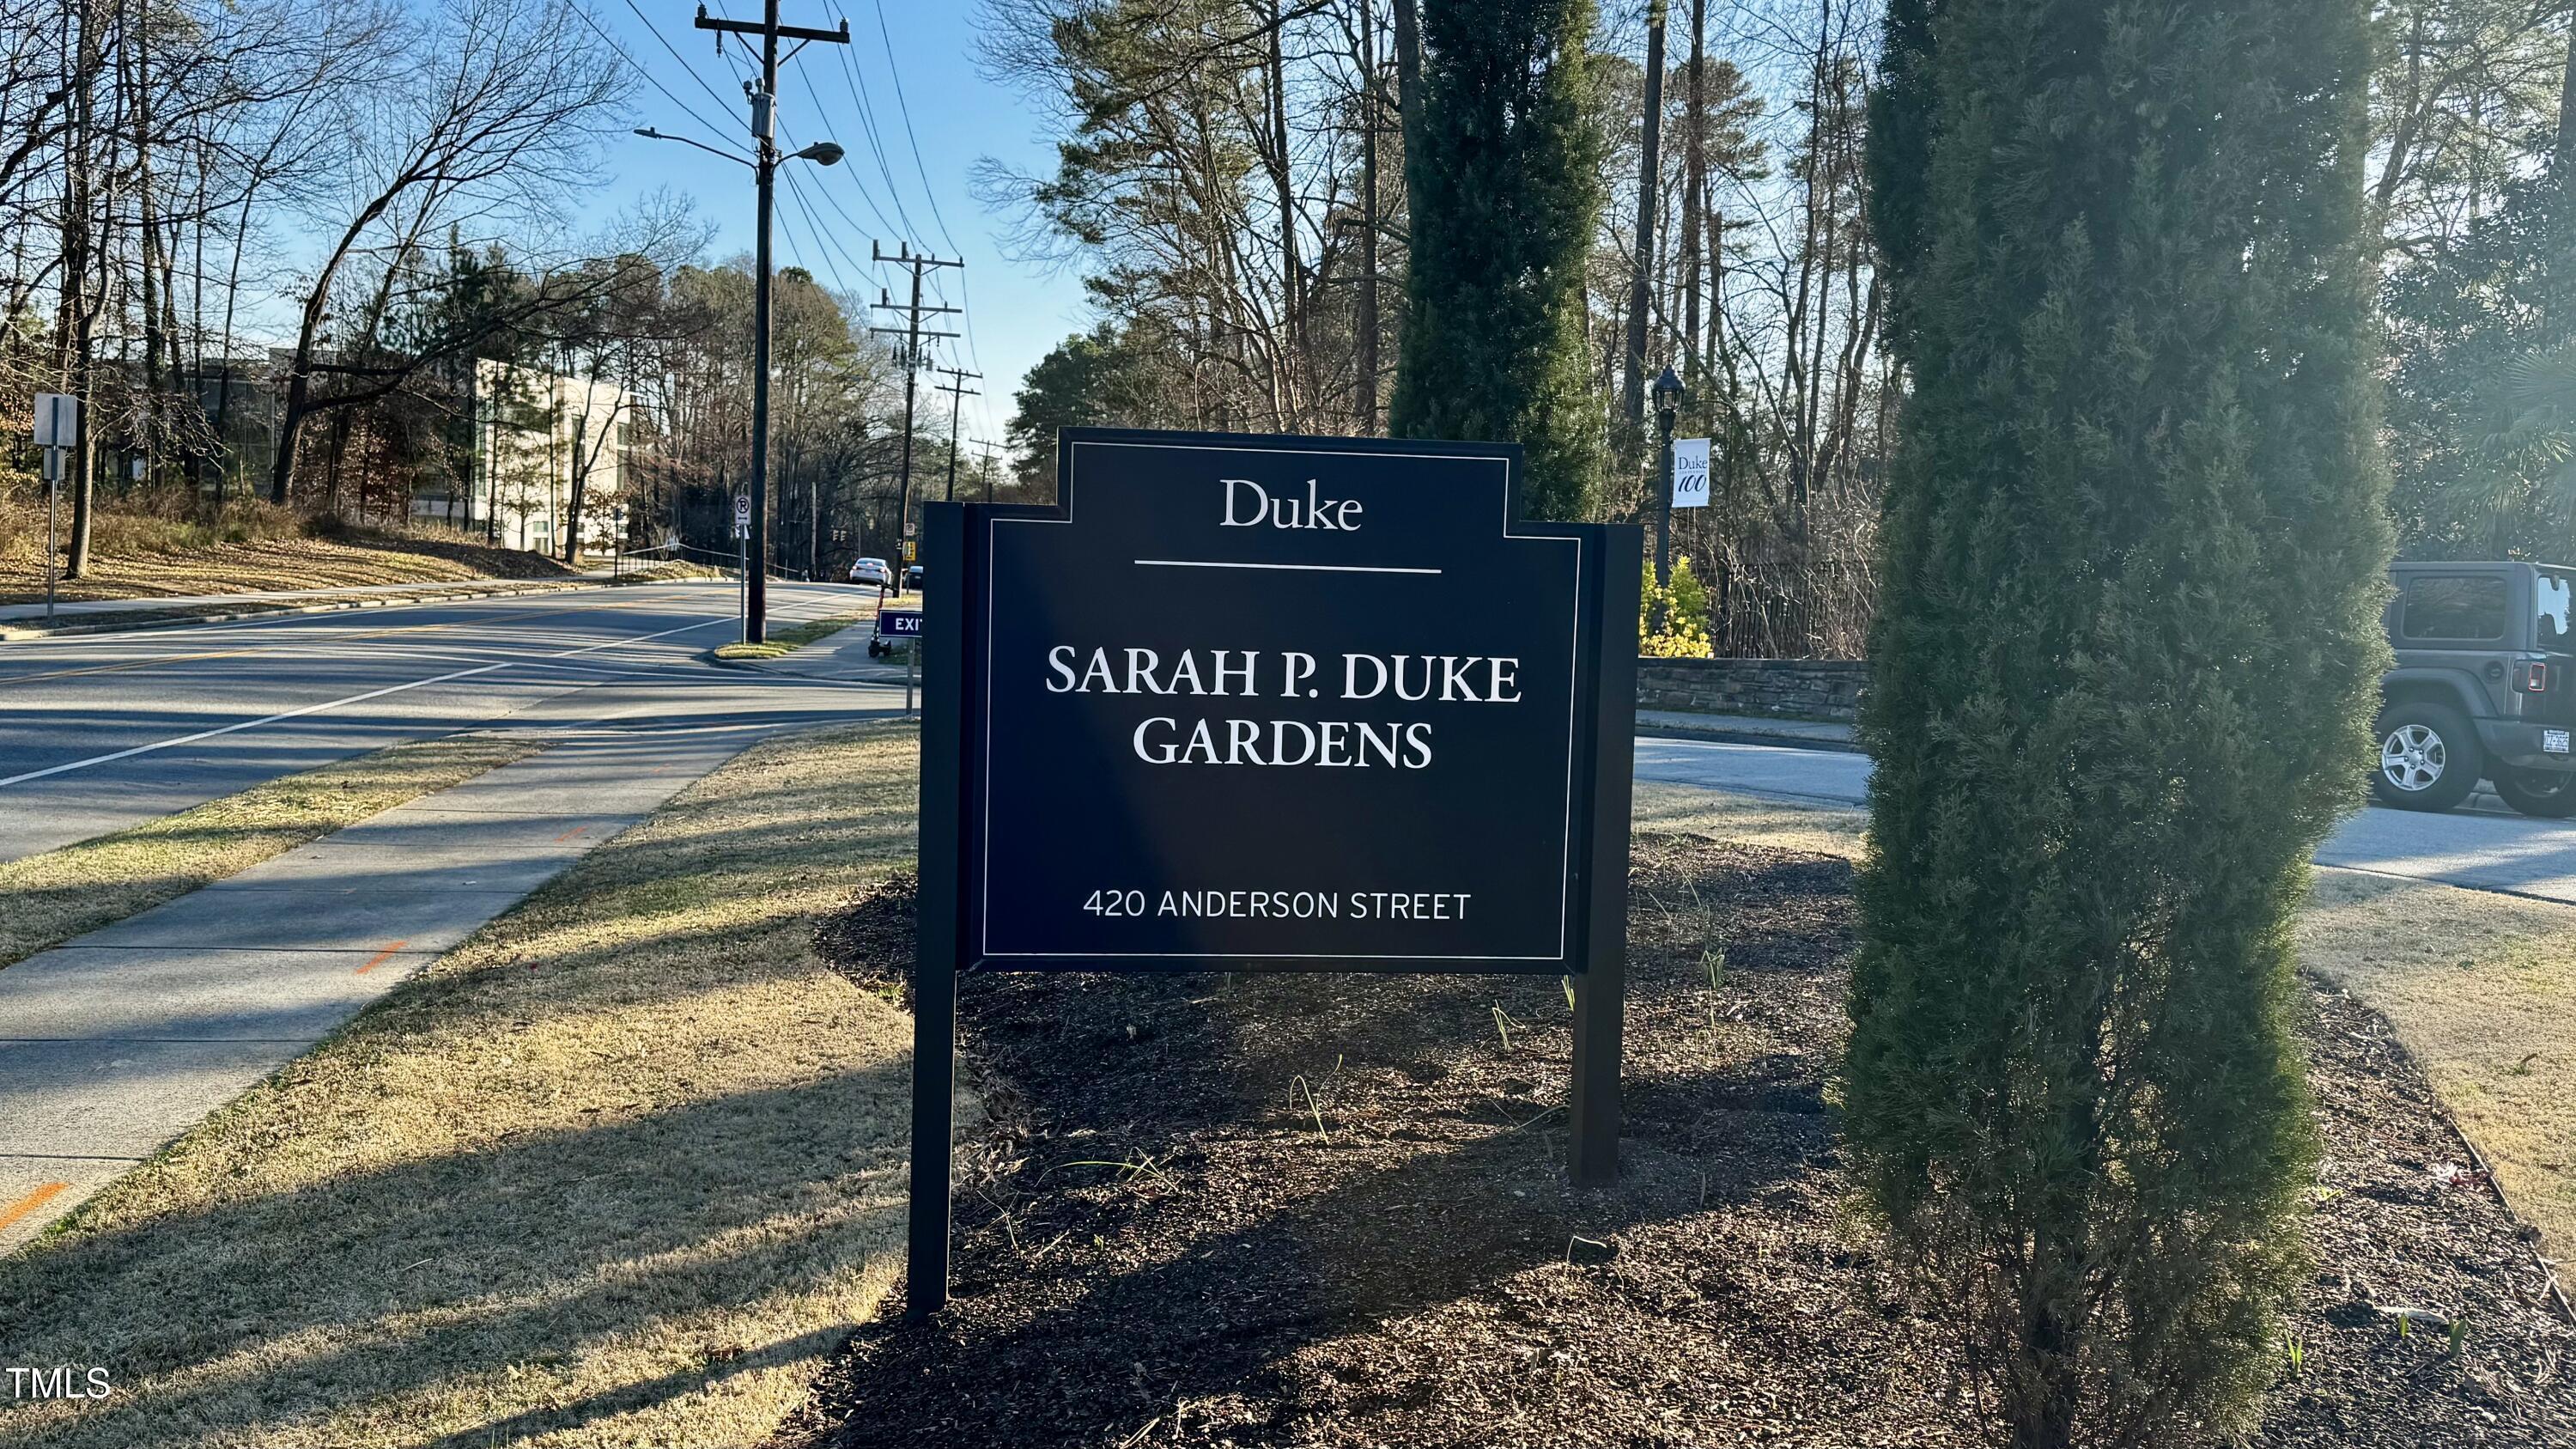 Duke
SARAH P. DUKE
GARDENS
420 ANDERSON STREET
Duke
100
EXIT
TMLS